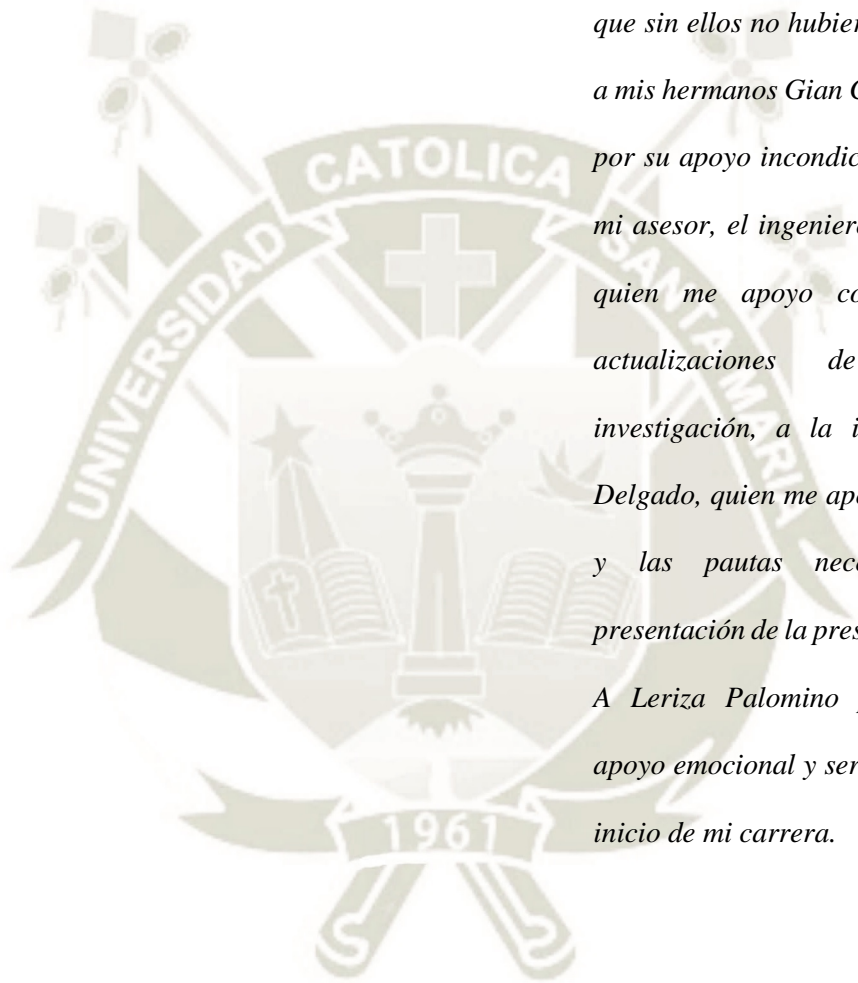 que sin ellos no hubier
a mis hermanos Gian
por su apoyo incondic
mi asesor, el ingenier
quien me apoyo co
actualizaciones de
investigación, a la i
Delgado, quien me apo
y las pautas nec
presentación de la pres
A Leriza Palomino
apoyo emocional y ser
inicio de mi carrera.
UNIVERSIDAD CATOLICA SANTA MARIA
1961